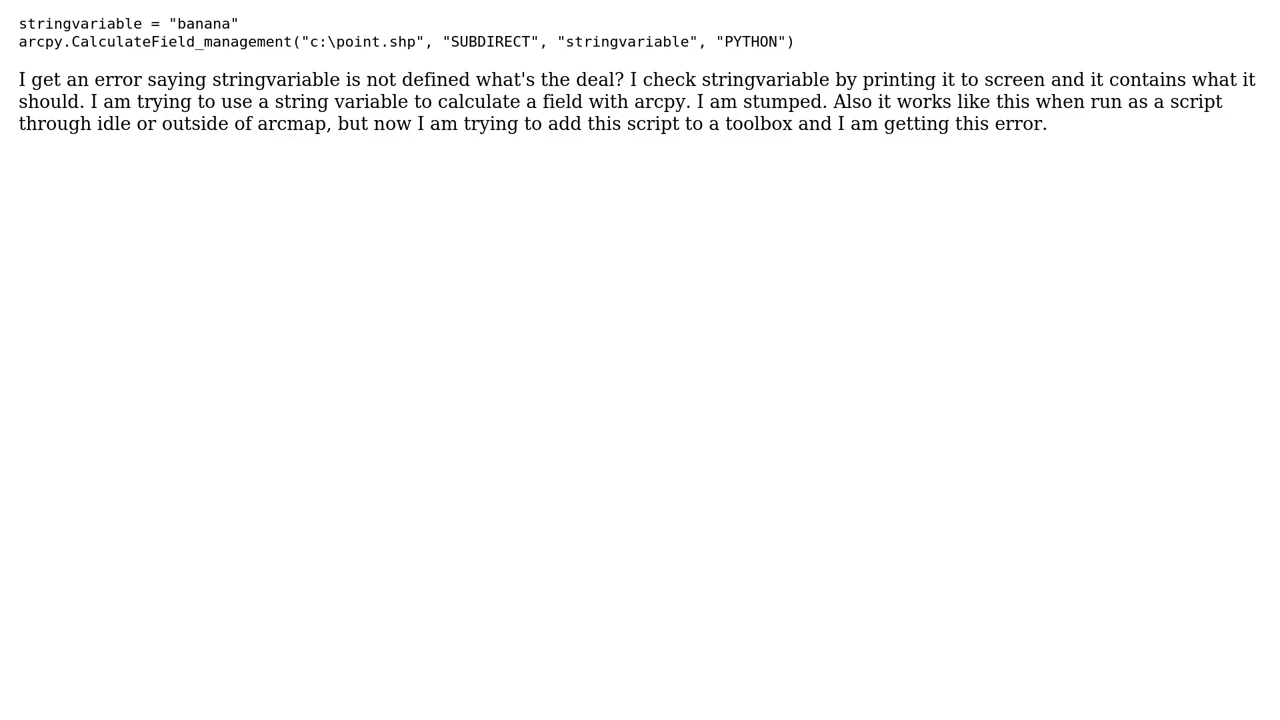 stringvariable = "banana"
arcpy.CalculateField_management("c:\point.shp", "SUBDIRECT", "stringvariable", "PYTHON")
I get an error saying stringvariable is not defined what's the deal? I check stringvariable by printing it to screen and it contains what it
should. I am trying to use a string variable to calculate a field with arcpy. I am stumped. Also it works like this when run as a script
through idle or outside of arcmap, but now I am trying to add this script to a toolbox and I am getting this error.